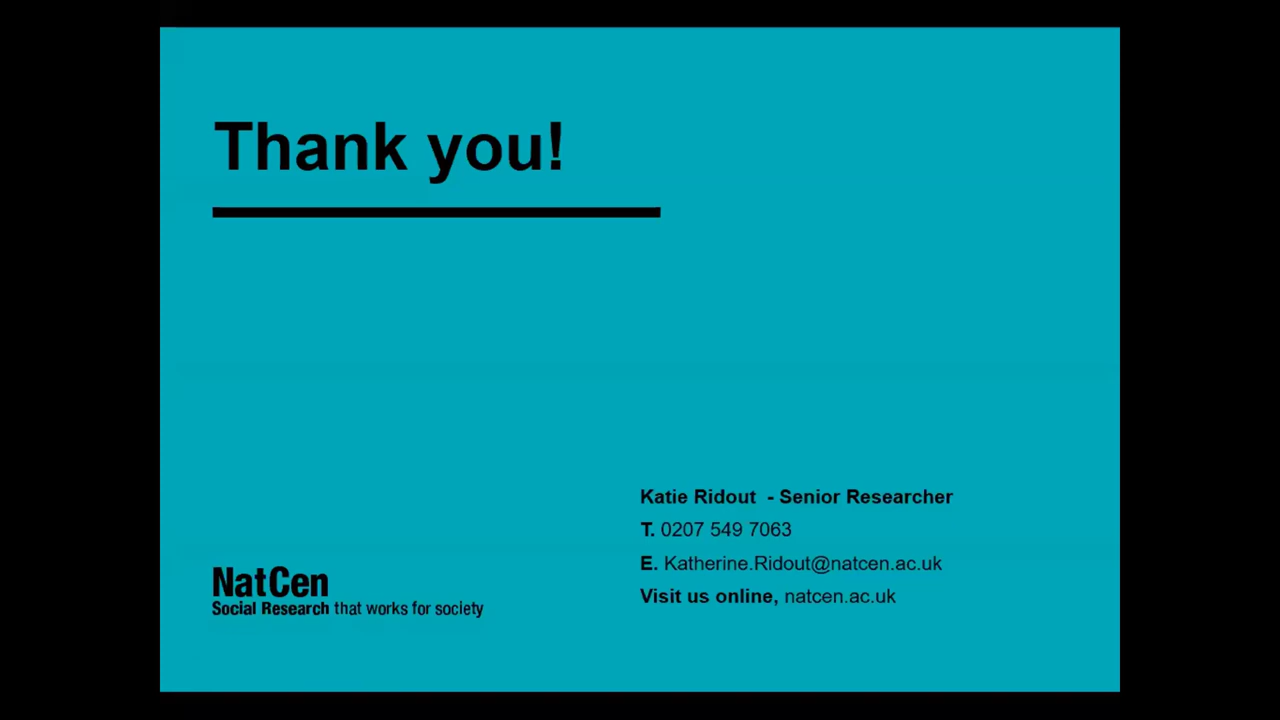 Thank you!
Katie Ridout - Senior Researcher
T. 0207 549 7063
E. Katherine.Ridout@natcen.ac.uk
Visit us online, natcen.ac.uk
NatCen
Social Research that works for society